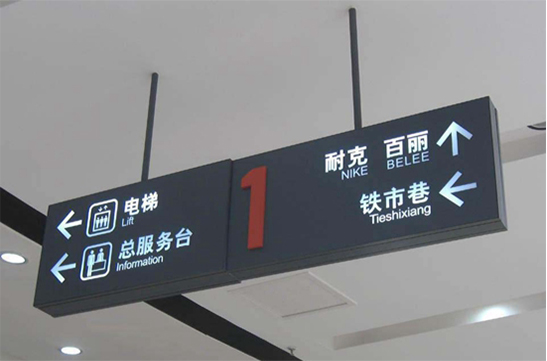 电梯
Lift
总服务台
Information
1
耐克 百丽
NIKE BELEE
铁市巷
Tieshixiang